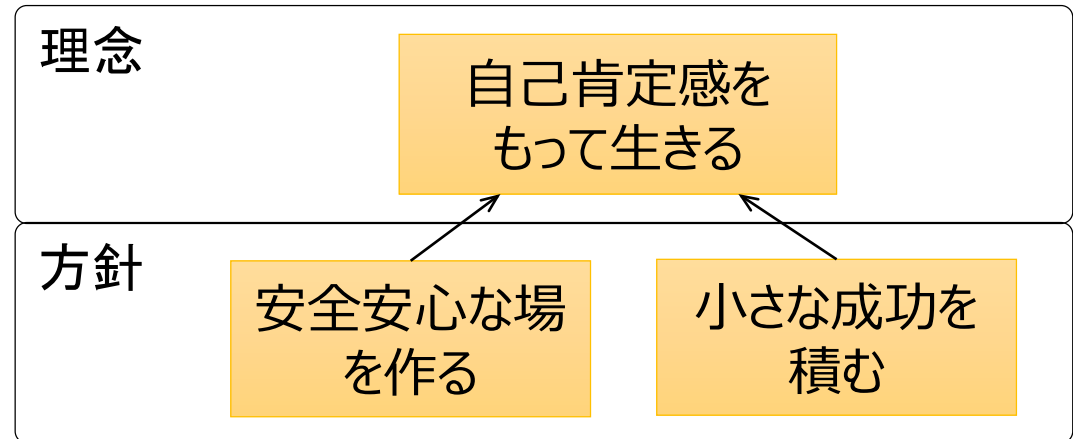 理念
自己肯定感を
もって生きる
方針
安全安心な場
を作る
小さな成功を
積む